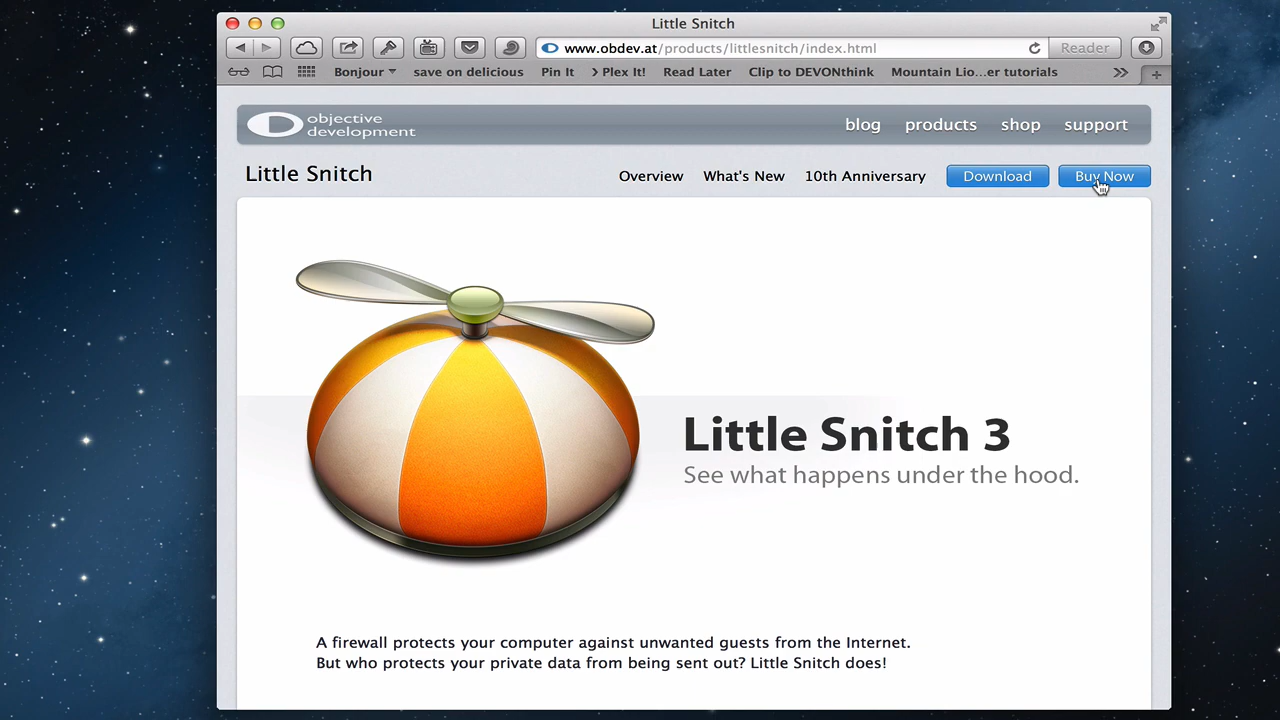 Little Snitch
www.obdev.at/products/littlesnitch/index.html
Reader
Bonjour
save on delicious
Pin It
> Plex It!
Read Later
Clip to DEVONthink
Mountain Lio...er tutorials
objective
development
blog
products
shop
support
Little Snitch
Overview
What's New
10th Anniversary
Download
Buy Now
Little Snitch 3
See what happens under the hood.
A firewall protects your computer against unwanted guests from the Internet.
But who protects your private data from being sent out? Little Snitch does!